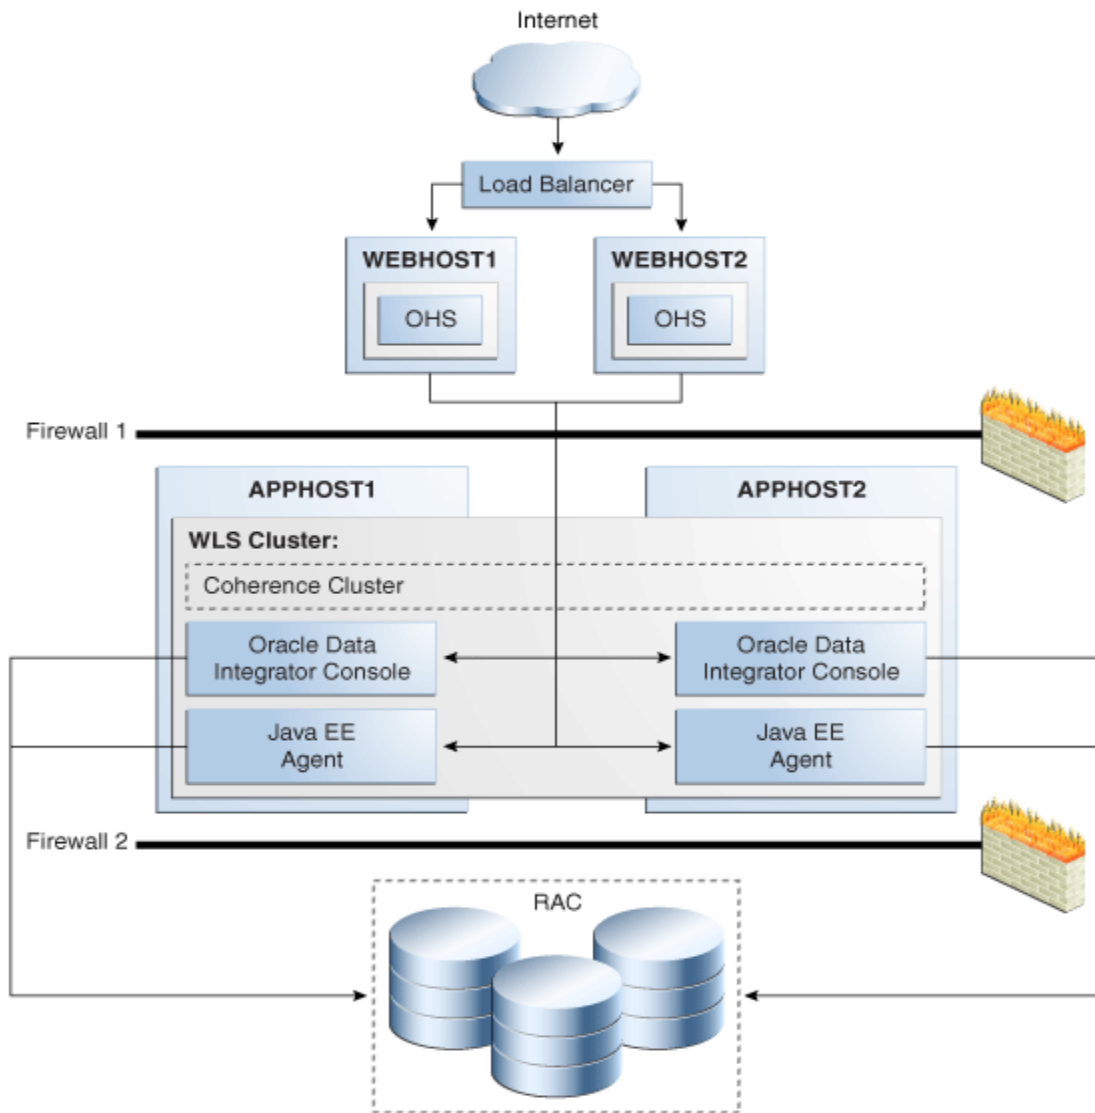 Internet
Load Balancer
WEBHOST1
WEBHOST2
OHS
OHS
Firewall 1
APPHOST1
APPHOST2
WLS Cluster:
Coherence Cluster
Oracle Data
Integrator Console
Oracle Data
Integrator Console
Java EE
Agent
Java EE
Agent
Firewall 2
RAC